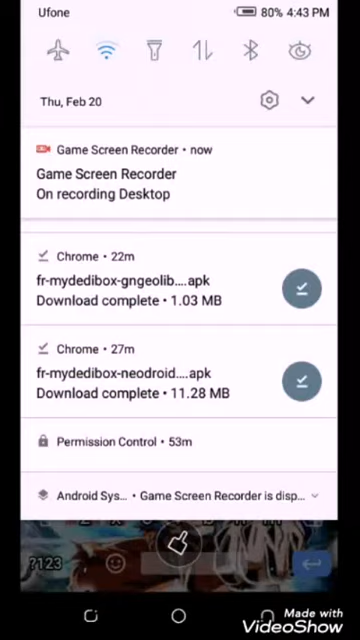 Ufone 80% 4:43 PM
Thu, Feb 20
Game Screen Recorder • now
Game Screen Recorder
On recording Desktop
Chrome • 22m
fr-mydedibox-gngeolib....apk
Download complete • 1.03 MB
Chrome • 27m
fr-mydedibox-neodroid....apk
Download complete • 11.28 MB
Permission Control • 53m
Android Sys... • Game Screen Recorder is disp...
?123
Made with
VideoShow